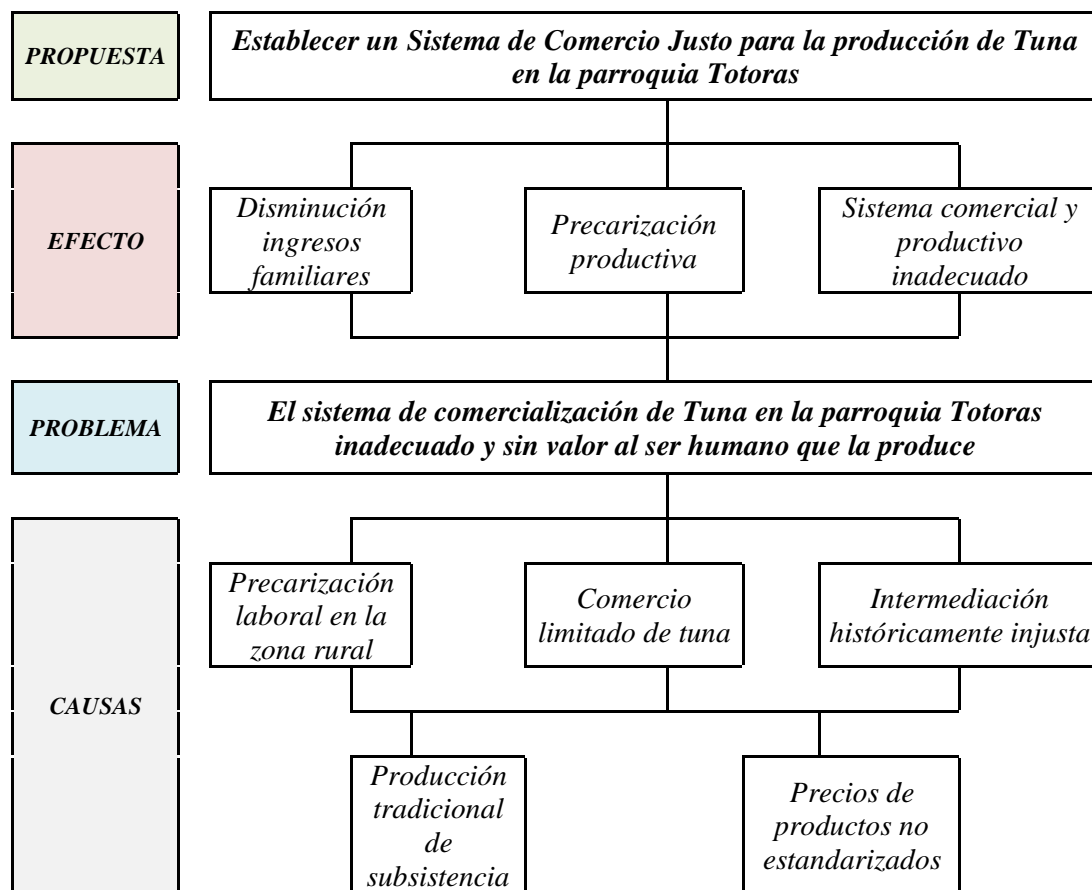 PROPUESTA
Establecer un Sistema de Comercio Justo para la producción de Tuna
en la parroquia Totoras
EFECTO
Disminución
ingresos
familiares
Precarización
productiva
Sistema comercial y
productivo
inadecuado
PROBLEMA
El sistema de comercialización de Tuna en la parroquia Totoras
inadecuado y sin valor al ser humano que la produce
CAUSAS
Precarización
laboral en la
zona rural
Comercio
limitado de tuna
Intermediación
históricamente injusta
Producción
tradicional
de
subsistencia
Precios de
productos no
estandarizados